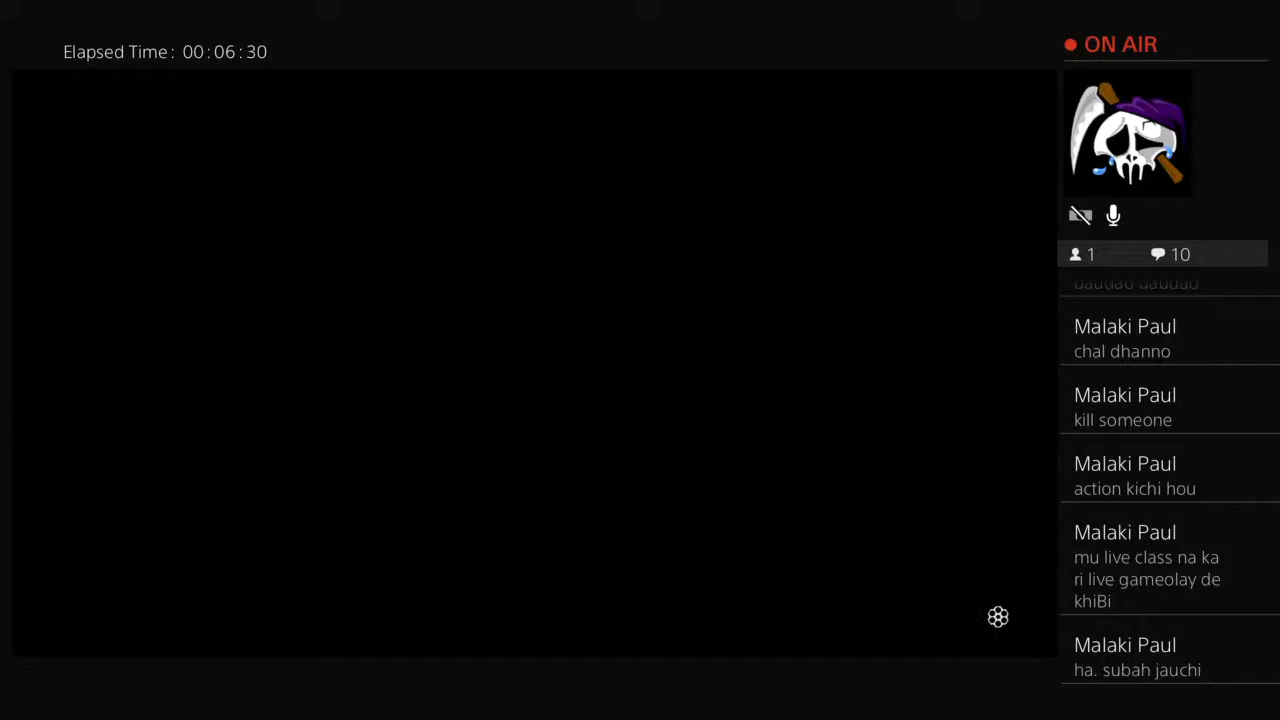 Elapsed Time: 00:06:30
ON AIR
1 10
daudao daudao
Malaki Paul
chal dhanno
Malaki Paul
kill someone
Malaki Paul
action kichi hou
Malaki Paul
mu live class na ka
ri live gameolay de
khiBi
Malaki Paul
ha. subah jauchi